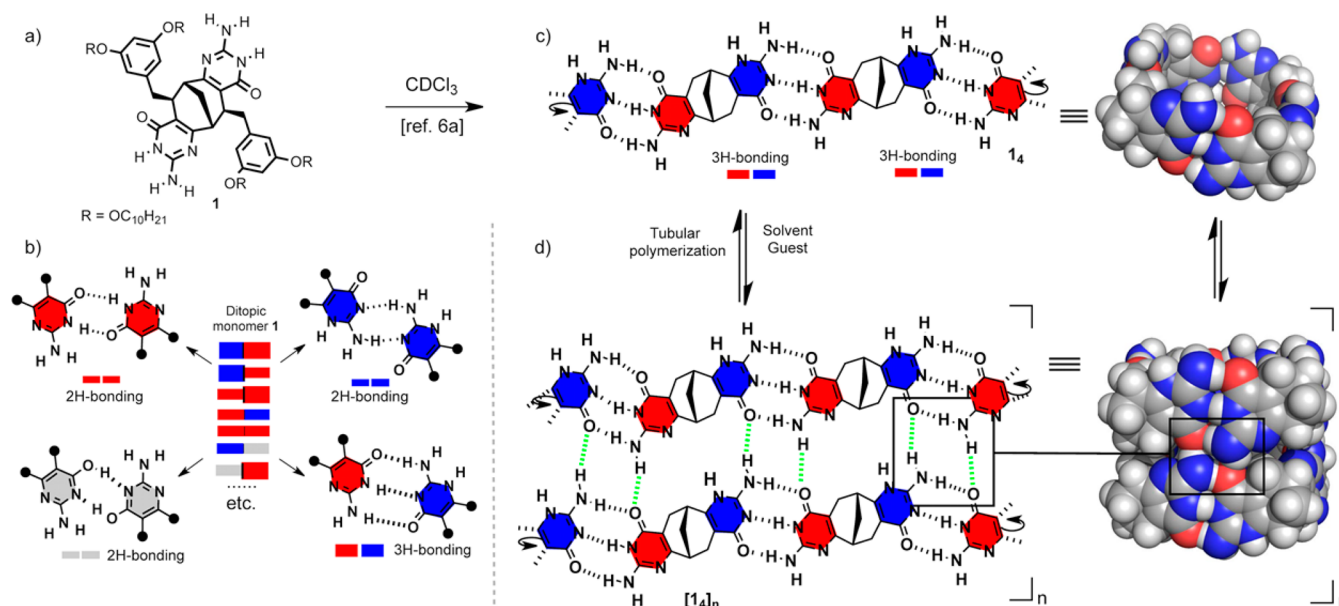 a)
OR
RO
OR
OR
H
H
N
N
N
H
O
O
N
H
N
N
N
H
H
1
R = OC10H21
CDCl3
[ref. 6a]
c)
3H-bonding
3H-bonding
14
b)
2H-bonding
Ditopic
monomer 1
2H-bonding
2H-bonding
etc.
3H-bonding
Tubular
polymerization
Solvent
Guest
d)
[14]n
n